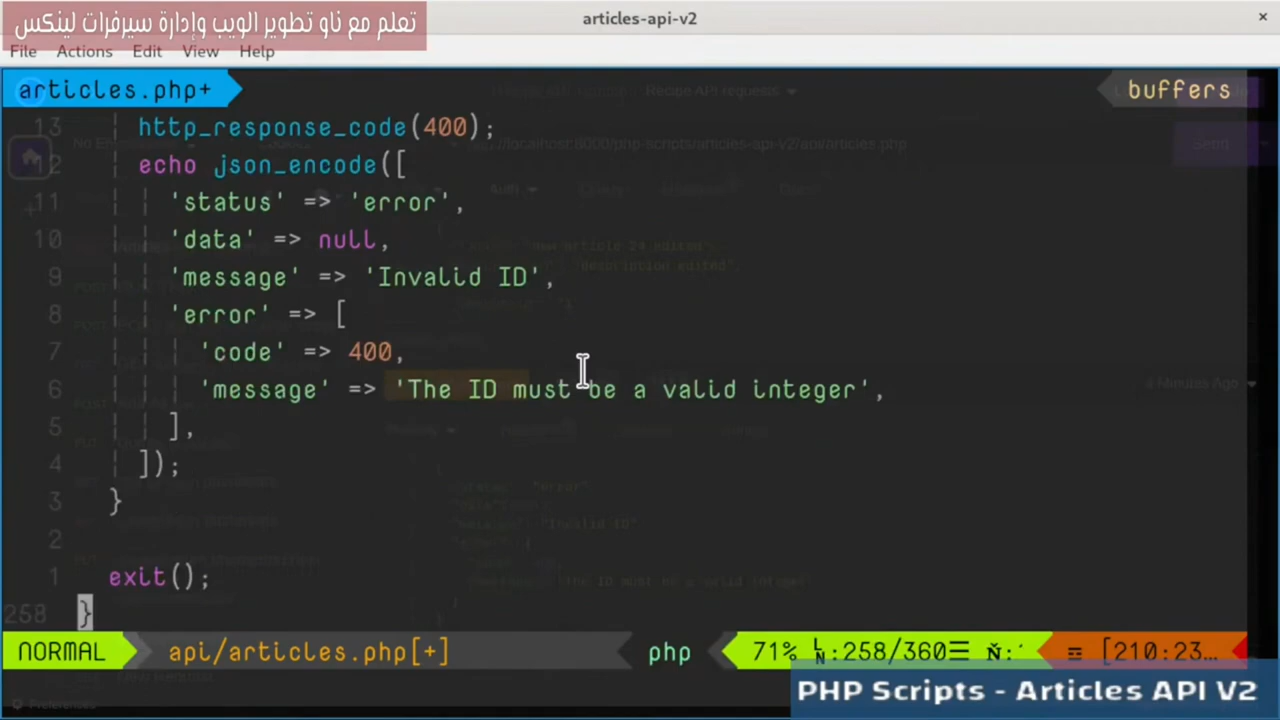 تعلم مع ناو تطوير الويب وإدارة سيرفرات لينكس
articles-api-v2
File Actions Edit View Help
articles.php+ buffers
13 http_response_code(400);
12 echo json_encode([
11 'status' => 'error',
10 'data' => null,
9 'message' => 'Invalid ID',
8 'error' => [
7 'code' => 400,
6 'message' => 'The ID must be a valid integer',
5 ],
4 ]);
3 }
2
1 exit();
258 }
NORMAL api/articles.php[+] php 71% LN:258/360☰ [210:23…
PHP Scripts - Articles API V2